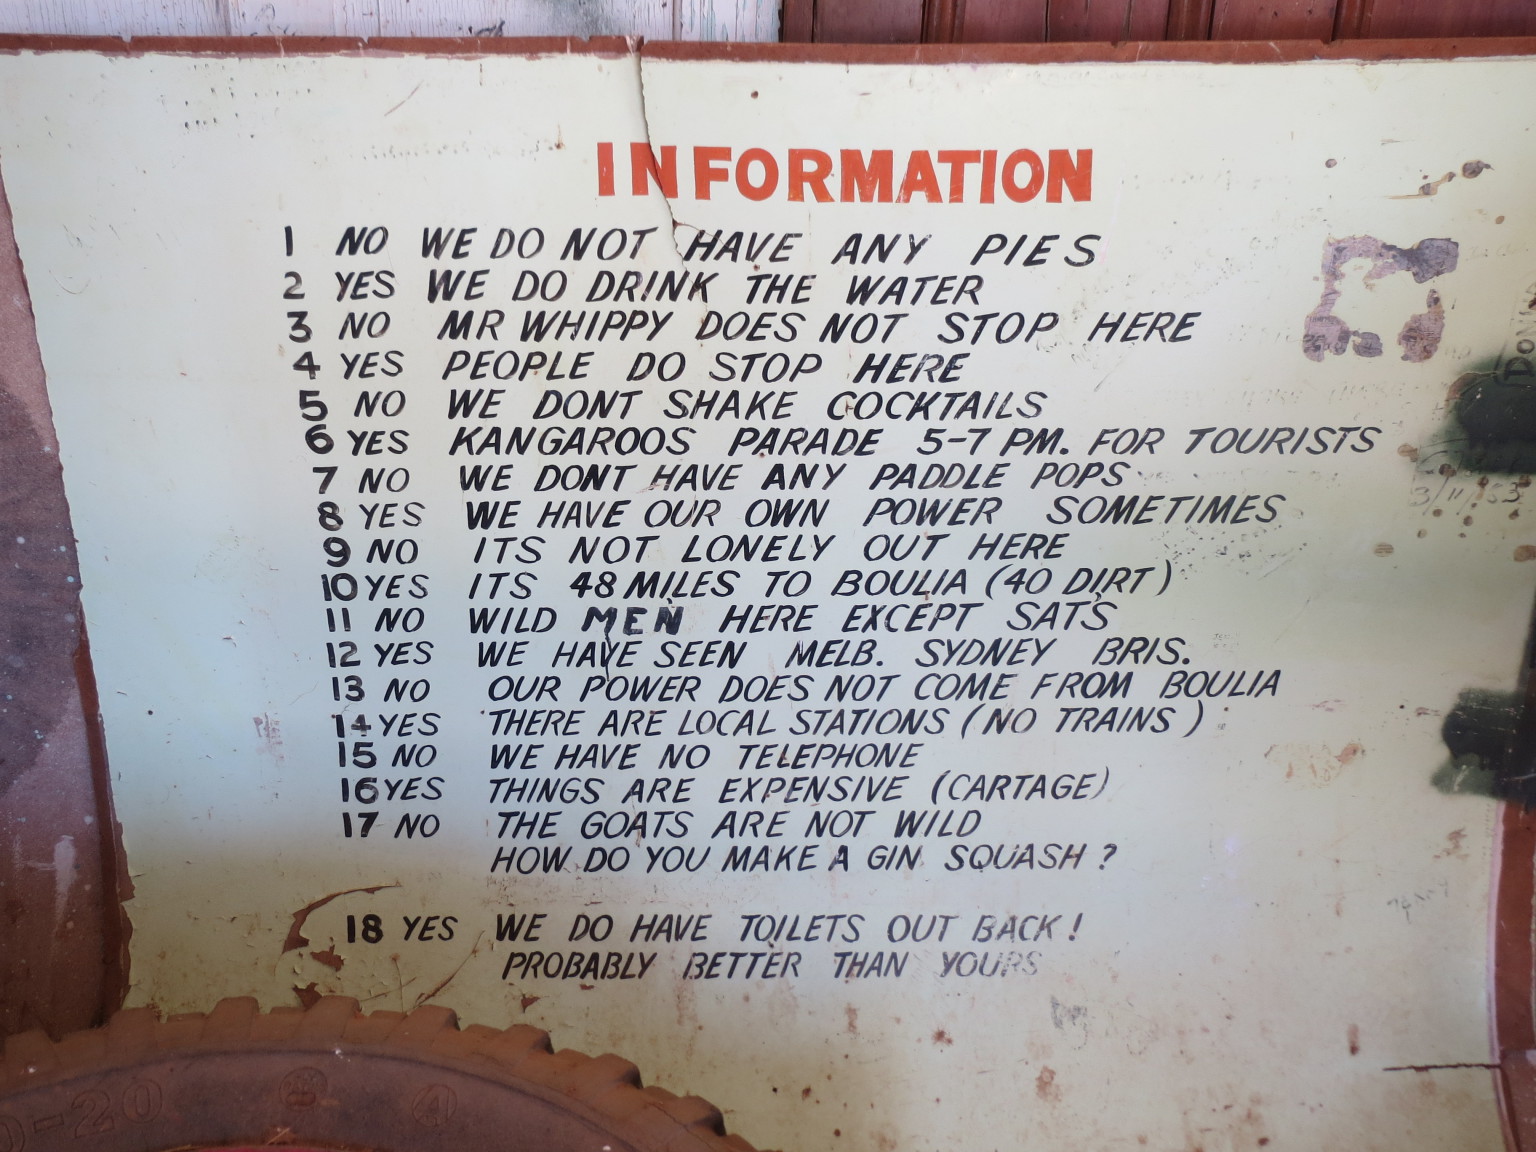 INFORMATION
1 NO WE DO NOT HAVE ANY PIES
2 YES WE DO DRINK THE WATER
3 NO MR WHIPPY DOES NOT STOP HERE
4 YES PEOPLE DO STOP HERE
5 NO WE DONT SHAKE COCKTAILS
6 YES KANGAROOS PARADE 5-7 PM. FOR TOURISTS
7 NO WE DONT HAVE ANY PADDLE POPS
8 YES WE HAVE OUR OWN POWER SOMETIMES
9 NO ITS NOT LONELY OUT HERE
10 YES ITS 48 MILES TO BOULIA (40 DIRT)
11 NO WILD MEN HERE EXCEPT SAT'S
12 YES WE HAVE SEEN MELB. SYDNEY BRIS.
13 NO OUR POWER DOES NOT COME FROM BOULIA
14 YES THERE ARE LOCAL STATIONS (NO TRAINS)
15 NO WE HAVE NO TELEPHONE
16 YES THINGS ARE EXPENSIVE (CARTAGE)
17 NO THE GOATS ARE NOT WILD
HOW DO YOU MAKE A GIN SQUASH ?
18 YES WE DO HAVE TOILETS OUT BACK!
PROBABLY BETTER THAN YOURS